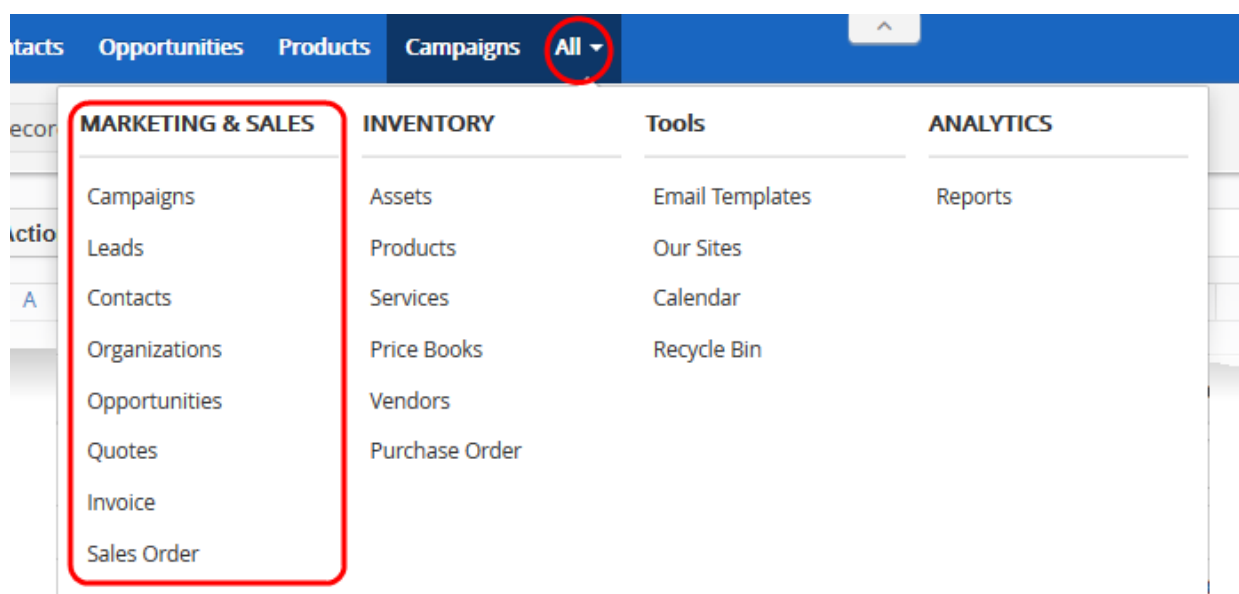 Opportunities Products Campaigns All
MARKETING & SALES INVENTORY Tools ANALYTICS
Campaigns Assets Email Templates Reports
Leads Products Our Sites
A Contacts Services Calendar
Organizations Price Books Recycle Bin
Opportunities Vendors
Quotes Purchase Order
Invoice
Sales Order